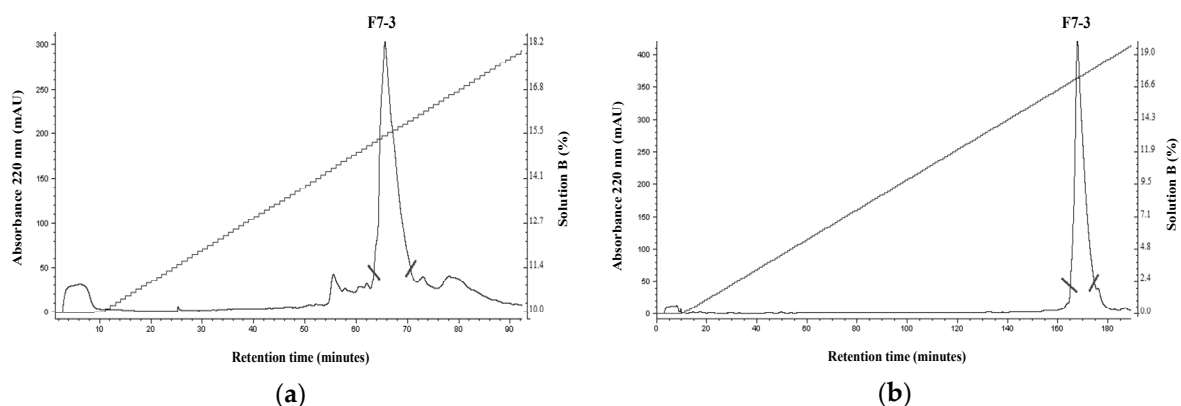 F7-3
300
250
200
150
100
50
0
Absorbance 220 nm (mAU)
18.2
16.8
15.5
14.1
12.7
11.4
10.0
Solution B (%)
10 20 30 40 50 60 70 80 90
Retention time (minutes)
(a)
F7-3
400
350
300
250
200
150
100
50
0
Absorbance 220 nm (mAU)
19.0
16.6
14.3
11.9
9.5
7.1
4.8
2.4
0.0
Solution B (%)
0 20 40 60 80 100 120 140 160 180
Retention time (minutes)
(b)